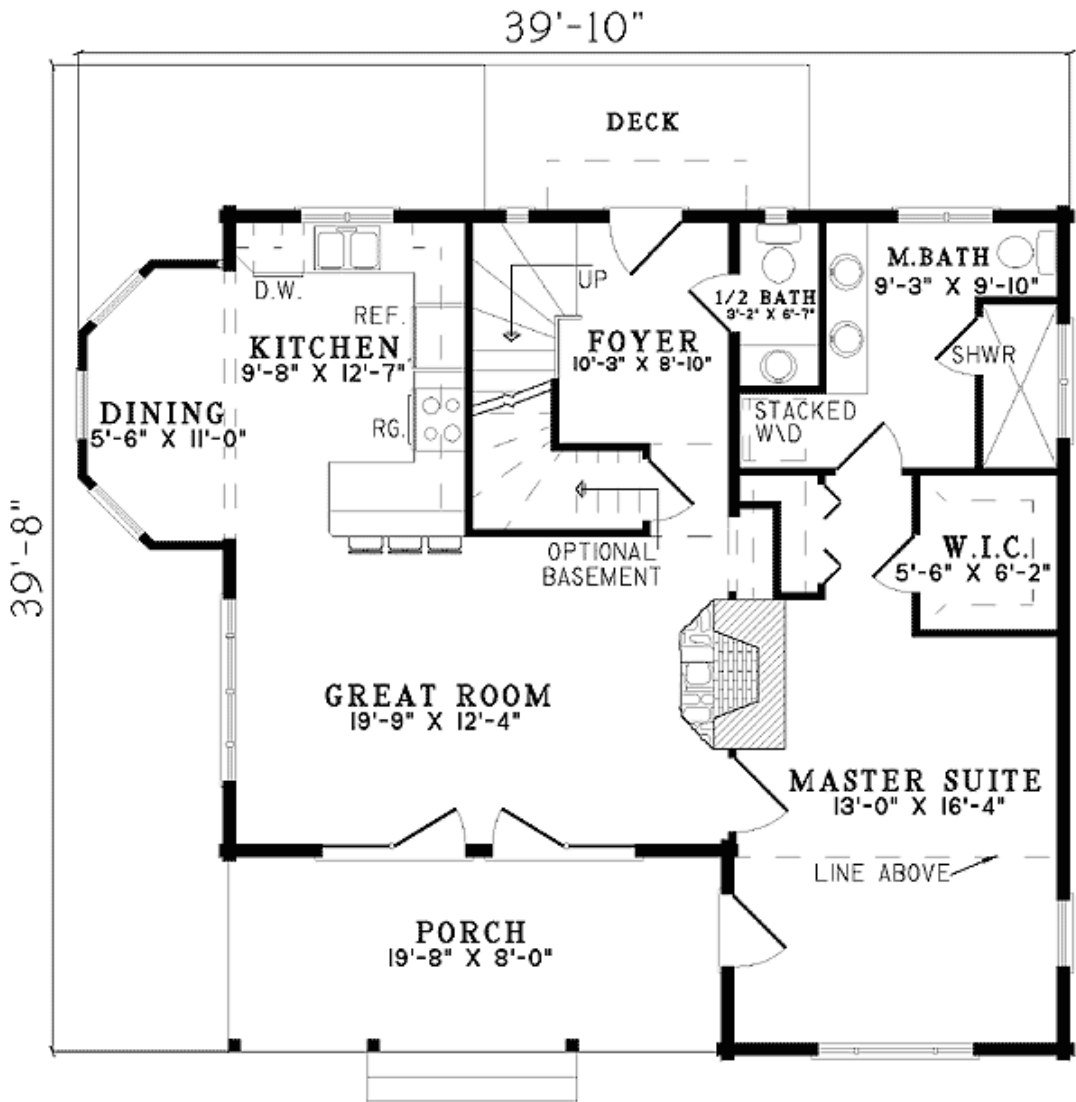 39'-10"
DECK
UP
D.W.
M.BATH
9'-3" X 9'-10"
1/2 BATH
3'-2" X 6'-7"
REF.
KITCHEN
9'-8" X 12'-7"
FOYER
10'-3" X 8'-10"
SHWR
DINING
5'-6" X 11'-0"
RG.
STACKED
W\D
39'-8"
OPTIONAL
BASEMENT
W.I.C.
5'-6" X 6'-2"
GREAT ROOM
19'-9" X 12'-4"
MASTER SUITE
13'-0" X 16'-4"
LINE ABOVE
PORCH
19'-8" X 8'-0"